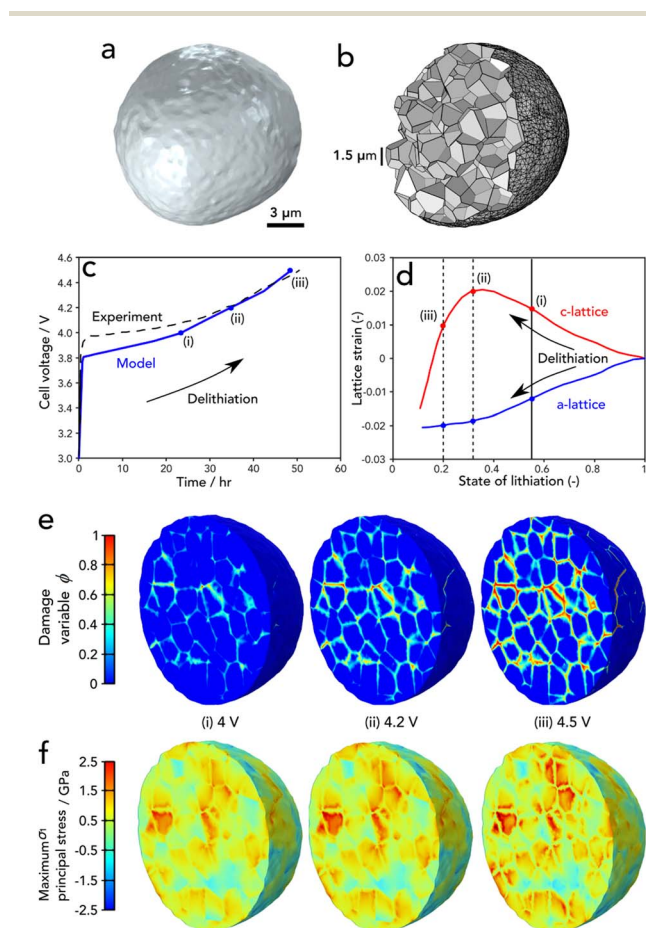 a
b
1.5 μm
3 μm
c
d
4.6
4.4
4.2
4.0
3.8
3.6
3.4
3.2
3.0
Cell voltage / V
Experiment
Model
(i)
(ii)
(iii)
Delithiation
0 10 20 30 40 50 60
Time / hr
0.03
0.02
0.01
0
-0.01
-0.02
-0.03
Lattice strain (-)
(iii)
(ii)
(i)
c-lattice
Delithiation
a-lattice
0 0.2 0.4 0.6 0.8 1
State of lithiation (-)
e
1
0.8
0.6
0.4
0.2
0
Damage
variable ϕ
(i) 4 V (ii) 4.2 V (iii) 4.5 V
f
2.5
1.5
0.5
-0.5
-1.5
-2.5
Maximum
principal stress / GPa